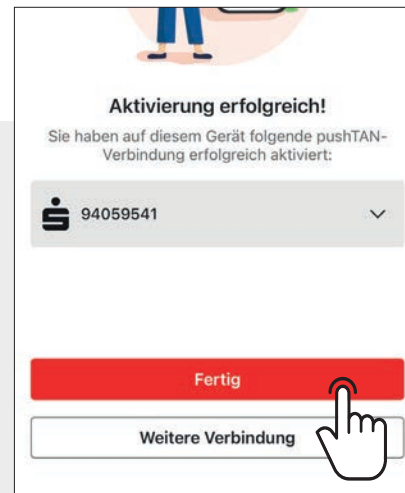 Aktivierung erfolgreich!
Sie haben auf diesem Gerät folgende pushTAN-
Verbindung erfolgreich aktiviert:
94059541
Fertig
Weitere Verbindung